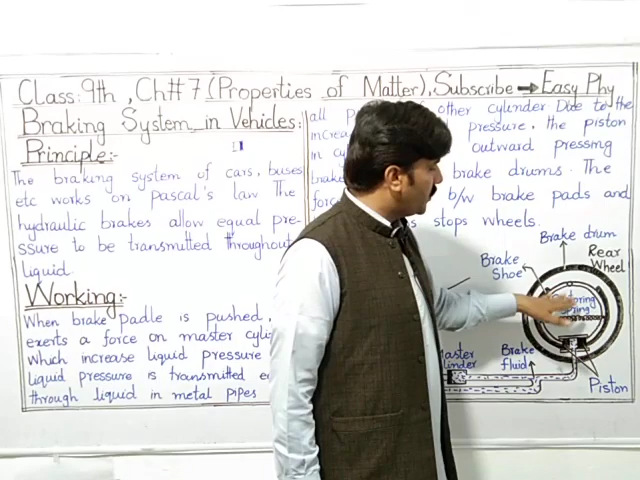 Class: 9th, Ch# 7 (Properties of Matter), Subscribe → Easy Phy
Braking System in Vehicles:
Principle:-
The braking system of cars, buses
etc works on pascal's law The
hydraulic brakes allow equal pre-
ssure to be transmitted throughout
liquid.
Working:-
When brake padle is pushed,
exerts a force on master
which increase liquid pressure
liquid pressure is transmitted
through liquid in metal pipes
all other cylinder Due to the
pressure, the piston
in outward pressing
brake drums. The
b/w brake pads and
stops wheels.
Brake drum
Brake
Shoe
Rear
Wheel
Spring
Brake
fluid
Piston